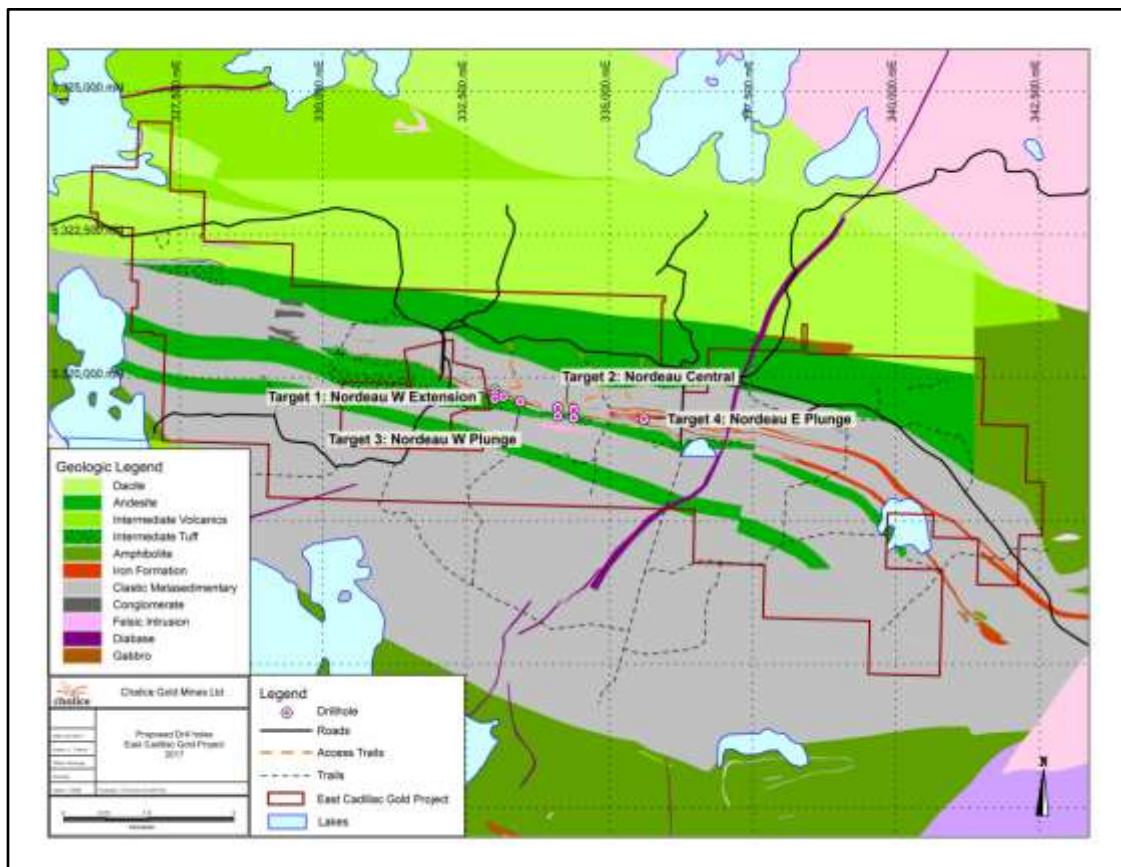 327,500 mE
330,000 mE
332,500 mE
335,000 mE
337,500 mE
340,000 mE
342,500 mE
5,325,000 mN
5,322,500 mN
5,320,000 mN
Target 2: Nordeau Central
Target 1: Nordeau W Extension
Target 4: Nordeau E Plunge
Target 3: Nordeau W Plunge
Geologic Legend
Dacite
Andesite
Intermediate Volcanics
Intermediate Tuff
Amphibolite
Iron Formation
Clastic Metasedimentary
Conglomerate
Felsic Intrusion
Diabase
Gabbro
chalice
Chalice Gold Mines Ltd
Proposed Drill holes
East Cadillac Gold Project
2017
Legend
Drillhole
Roads
Access Trails
Trails
East Cadillac Gold Project
Lakes
N